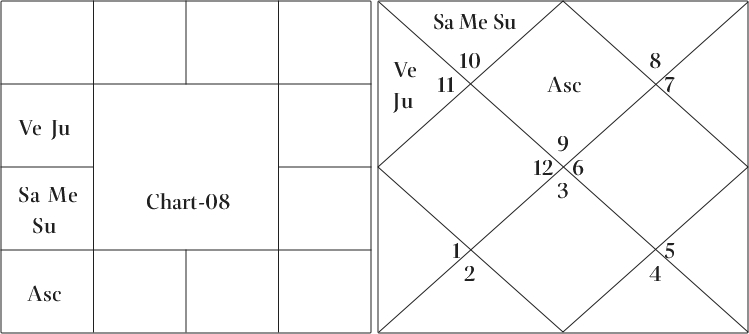 Ve Ju
Sa Me
Su
Chart-08
Asc
Sa Me Su
Ve
Ju
10
11
Asc
8
7
9
12 6
3
1
2
5
4